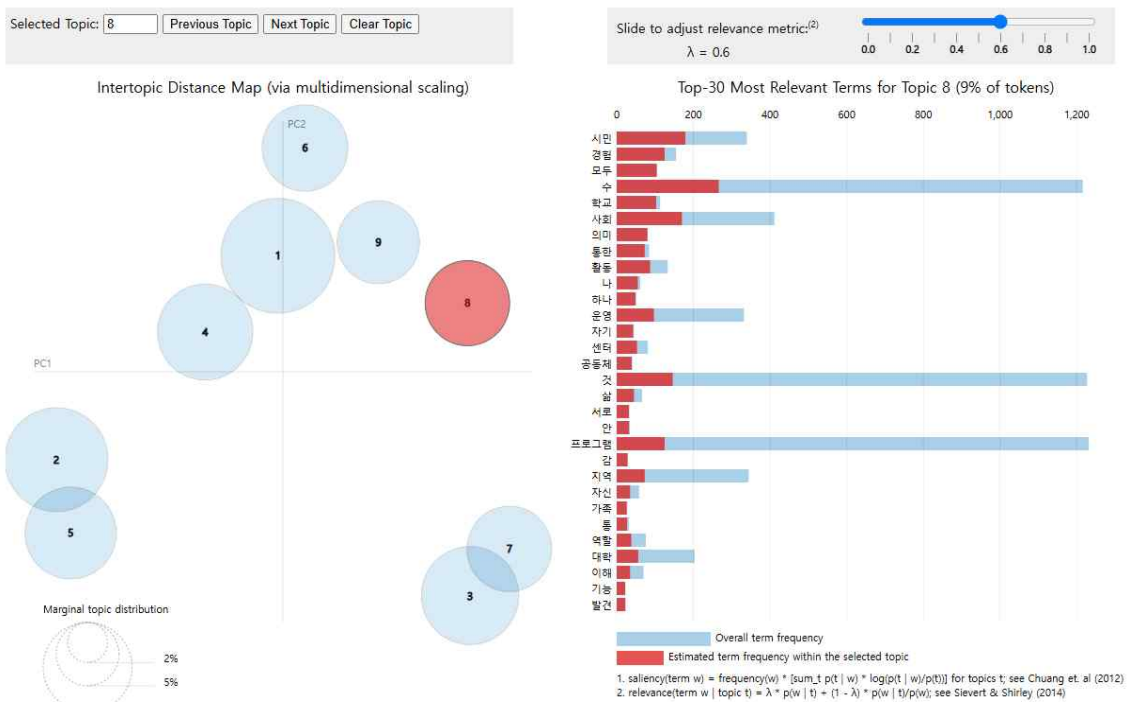 Selected Topic: 8 Previous Topic Next Topic Clear Topic
Slide to adjust relevance metric:(2)
λ = 0.6
0.0 0.2 0.4 0.6 0.8 1.0
Intertopic Distance Map (via multidimensional scaling)
PC2
6
1
9
8
4
PC1
2
5
7
3
Marginal topic distribution
2%
5%
Top-30 Most Relevant Terms for Topic 8 (9% of tokens)
0 200 400 600 800 1,000 1,200
시민
경험
모두
수
학교
사회
의미
통한
활동
나
하나
운영
자기
센터
공동체
것
삶
서로
안
프로그램
감
지역
자신
가족
통
역할
대학
이해
기능
발견
Overall term frequency
Estimated term frequency within the selected topic
1. saliency(term w) = frequency(w) * [sum_t p(t | w) * log(p(t | w)/p(t))] for topics t; see Chuang et. al (2012)
2. relevance(term w | topic t) = λ * p(w | t) + (1 - λ) * p(w | t)/p(w); see Sievert & Shirley (2014)